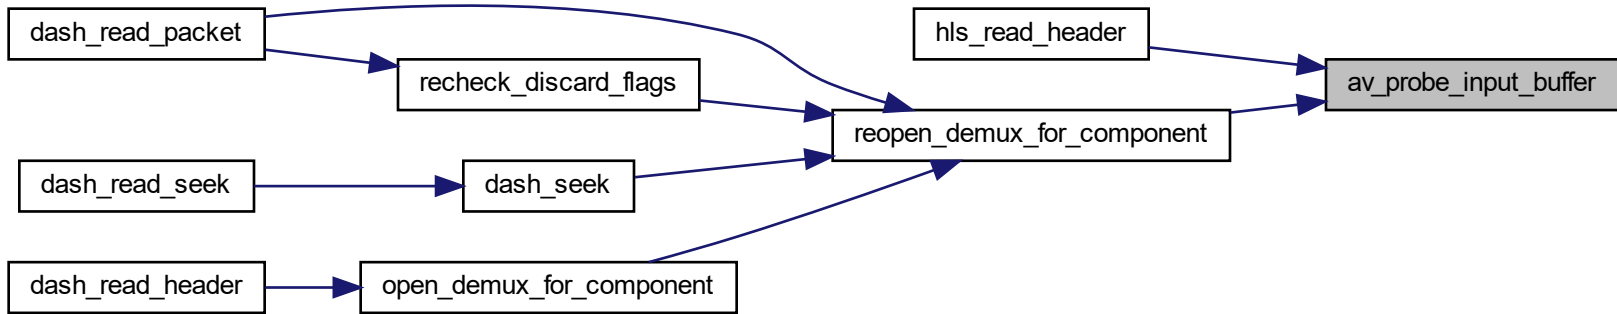 dash_read_packet
hls_read_header
recheck_discard_flags
av_probe_input_buffer
reopen_demux_for_component
dash_read_seek
dash_seek
dash_read_header
open_demux_for_component